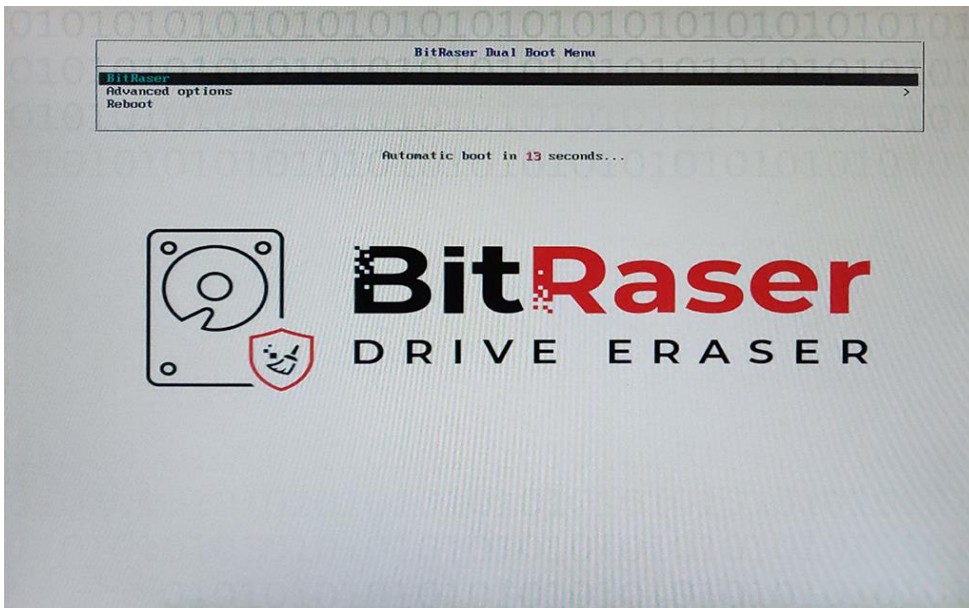 BitRaser Dual Boot Menu
BitRaser
Advanced options >
Reboot
Automatic boot in 13 seconds...
BitRaser
DRIVE ERASER